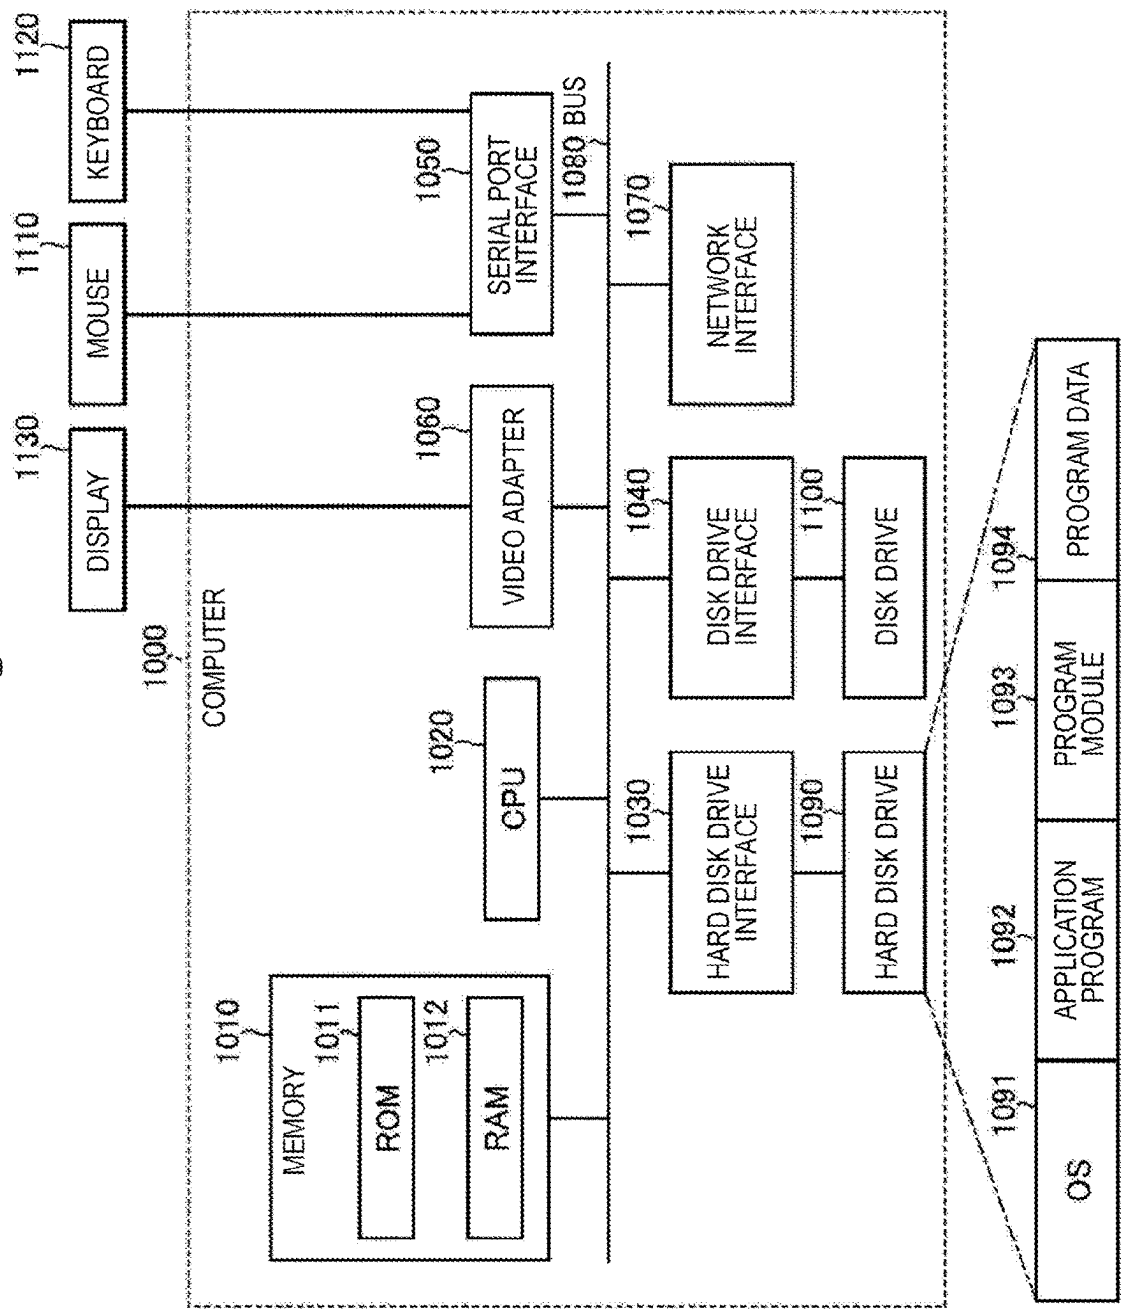 1000
COMPUTER
1010
MEMORY
1011
ROM
1012
RAM
1020
CPU
1130
DISPLAY
1060
VIDEO ADAPTER
1110
MOUSE
1120
KEYBOARD
1050
SERIAL PORT
INTERFACE
1080 BUS
1030
HARD DISK DRIVE
INTERFACE
1040
DISK DRIVE
INTERFACE
1070
NETWORK
INTERFACE
1090
HARD DISK DRIVE
1100
DISK DRIVE
1091
OS
1092
APPLICATION
PROGRAM
1093
PROGRAM
MODULE
1094
PROGRAM DATA